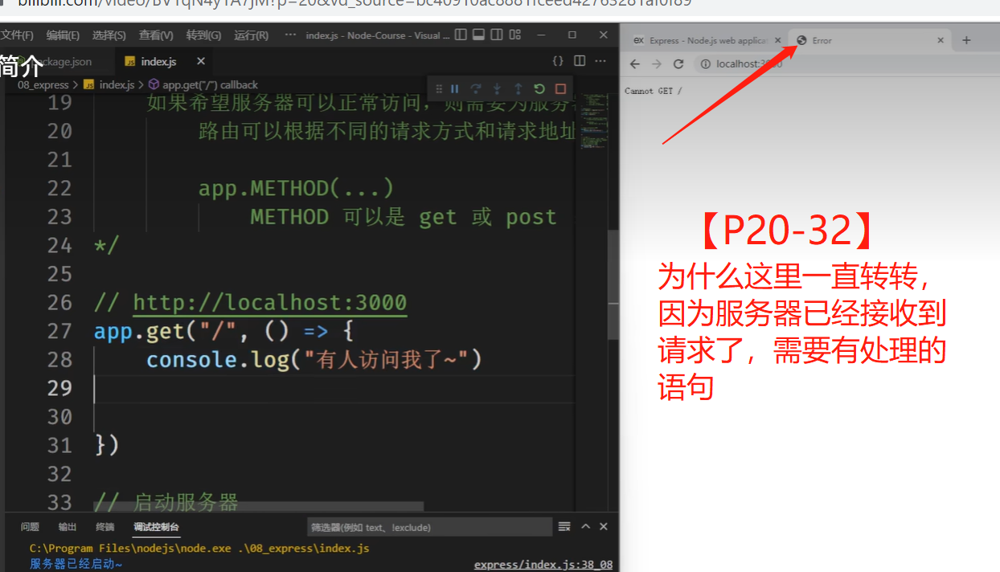 bilibili.com/video/BV1qN4y1A7jM?p=20&vd_source=bc40910ac8881fceed42763281af0f89
文件(F) 编辑(E) 选择(S) 查看(V) 转到(G) 运行(R) ··· index.js - Node-Course - Visual ...
简介
package.json index.js
08_express > index.js > app.get("/") callback
19 如果希望服务器可以正常访问，则需要为服务器
20 路由可以根据不同的请求方式和请求地址
21
22 app.METHOD(...)
23 METHOD 可以是 get 或 post
24 */
25
26 // http://localhost:3000
27 app.get("/", () => {
28 console.log("有人访问我了~")
29
30
31 })
32
33 // 启动服务器
问题 输出 终端 调试控制台 筛选器(例如 text、!exclude)
C:\Program Files\nodejs\node.exe .\08_express\index.js
服务器已经启动~ express/index.js:38_08
ex Express - Node.js web applicat Error
localhost:3000
Cannot GET /
【P20-32】
为什么这里一直转转，
因为服务器已经接收到
请求了，需要有处理的
语句